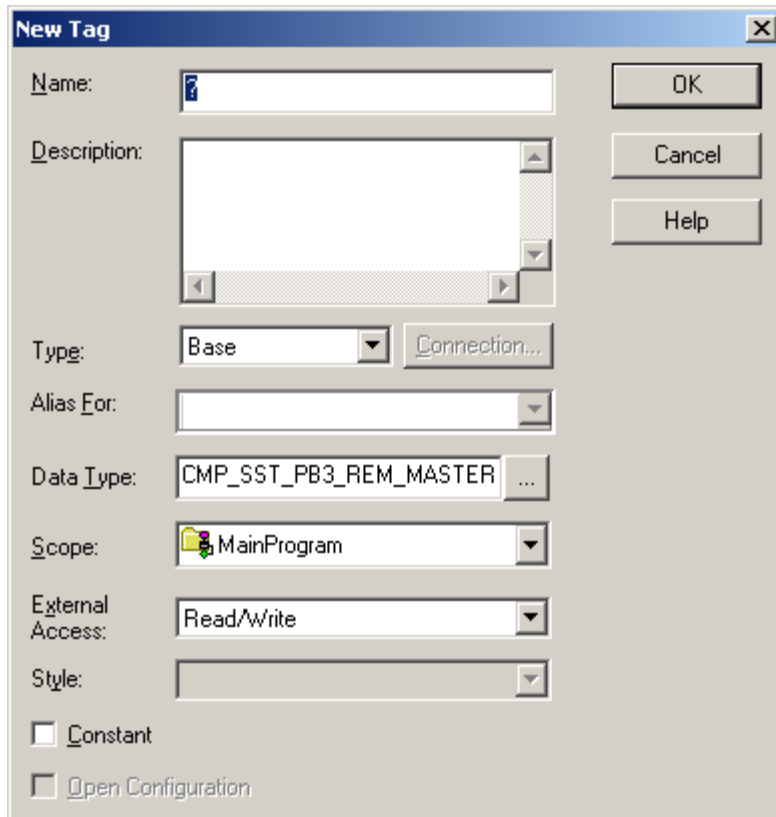 New Tag
Name: ? OK
Description: Cancel
Help
Type: Base Connection...
Alias For:
Data Type: CMP_SST_PB3_REM_MASTER ...
Scope: MainProgram
External
Access: Read/Write
Style:
Constant
Open Configuration